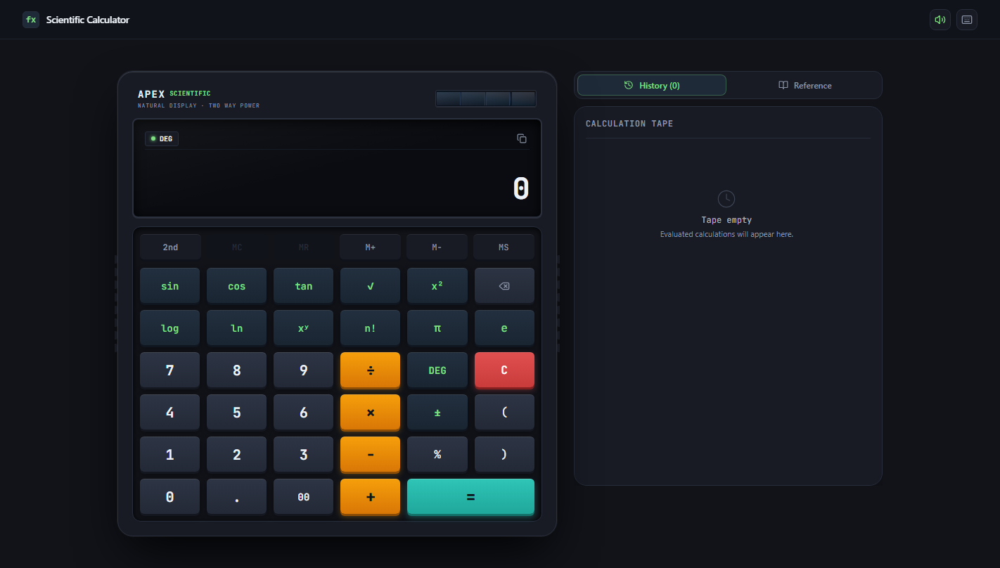 fx Scientific Calculator
APEX SCIENTIFIC
NATURAL DISPLAY · TWO WAY POWER
DEG
0
2nd MC MR M+ M- MS
sin cos tan √ x²
log ln xʸ n! π e
7 8 9 ÷ DEG C
4 5 6 × ± (
1 2 3 - % )
0 . 00 + =
History (0) Reference
CALCULATION TAPE
Tape empty
Evaluated calculations will appear here.